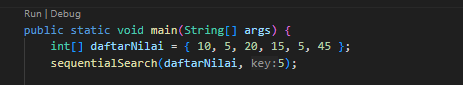 Run | Debug
public static void main(String[] args) {
int[] daftarNilai = { 10, 5, 20, 15, 5, 45 };
sequentialSearch(daftarNilai, key:5);